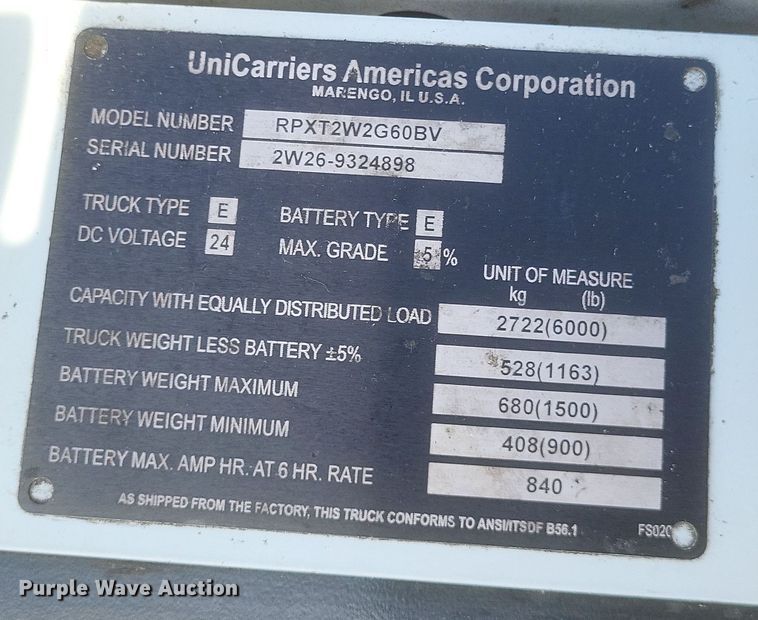 UniCarriers Americas Corporation
MARENGO, IL U.S.A.
MODEL NUMBER RPXT2W2G60BV
SERIAL NUMBER 2W26-9324898
TRUCK TYPE E BATTERY TYPE E
DC VOLTAGE 24 MAX. GRADE 5 %
UNIT OF MEASURE
kg (lb)
CAPACITY WITH EQUALLY DISTRIBUTED LOAD 2722(6000)
TRUCK WEIGHT LESS BATTERY ±5% 528(1163)
BATTERY WEIGHT MAXIMUM 680(1500)
BATTERY WEIGHT MINIMUM 408(900)
BATTERY MAX. AMP HR. AT 6 HR. RATE 840
AS SHIPPED FROM THE FACTORY, THIS TRUCK CONFORMS TO ANSI/ITSDF B56.1
Purple Wave Auction